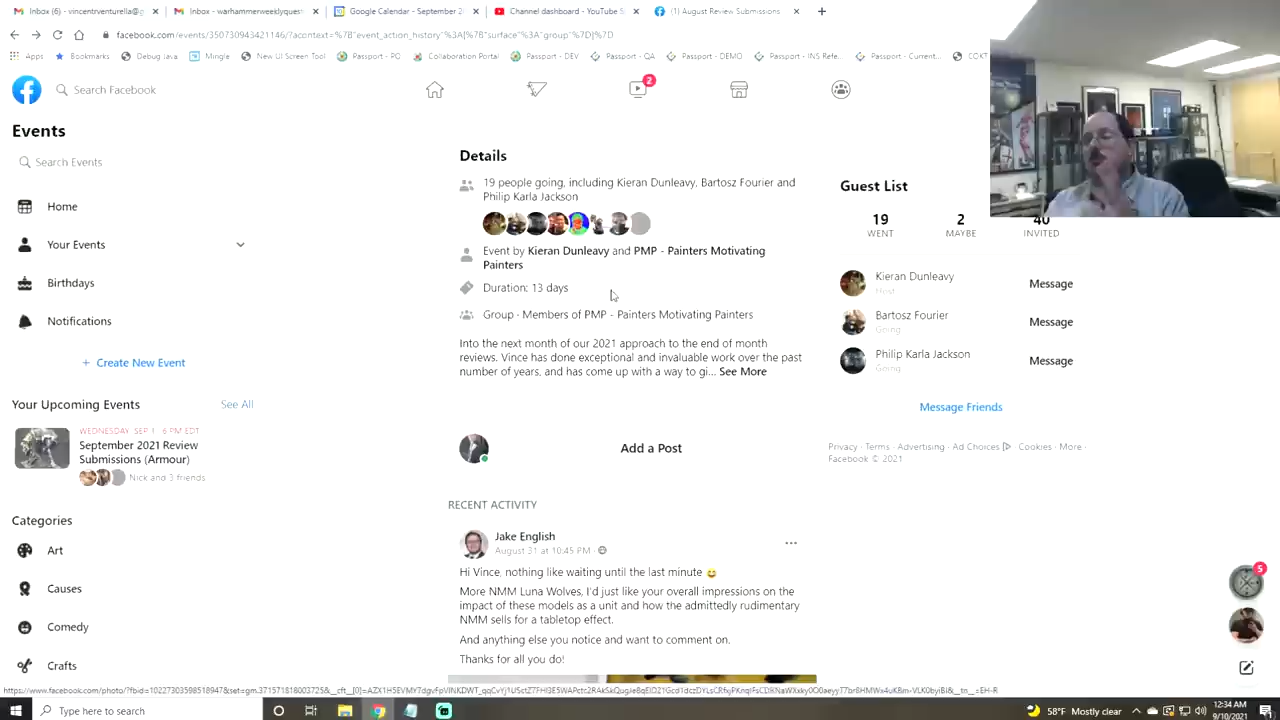 Inbox (6) - vincentrventurella@g
Inbox - warhammerweeklyques
Google Calendar - September 2
Channel dashboard - YouTube S
(1) August Review Submissions
Apps
Bookmarks
Debug Java
Mingle
New UI Screen Tool
Passport - PO
Collaboration Portal
Passport - DEV
Passport - QA
Passport - DEMO
Passport - INS Refe...
Passport - Current...
Search Facebook
2
Events
Search Events
Home
Your Events
Birthdays
Notifications
+ Create New Event
Your Upcoming Events
See All
WEDNESDAY, SEP 1 · 6 PM EDT
September 2021 Review
Submissions (Armour)
Nick and 3 friends
Categories
Art
Causes
Comedy
Crafts
Details
19 people going, including Kieran Dunleavy, Bartosz Fourier and
Philip Karla Jackson
Event by Kieran Dunleavy and PMP - Painters Motivating
Painters
Duration: 13 days
Group · Members of PMP - Painters Motivating Painters
Into the next month of our 2021 approach to the end of month
reviews. Vince has done exceptional and invaluable work over the past
number of years, and has come up with a way to gi... See More
Add a Post
RECENT ACTIVITY
Jake English
August 31 at 10:45 PM ·
Hi Vince, nothing like waiting until the last minute 😅
More NMM Luna Wolves, I'd just like your overall impressions on the
impact of these models as a unit and how the admittedly rudimentary
NMM sells for a tabletop effect.
And anything else you notice and want to comment on.
Thanks for all you do!
Guest List
19
2
40
WENT
MAYBE
INVITED
Kieran Dunleavy
Host
Message
Bartosz Fourier
Going
Message
Philip Karla Jackson
Going
Message
Message Friends
Privacy · Terms · Advertising · Ad Choices · Cookies · More ·
Facebook © 2021
5
Type here to search
58°F Mostly clear
12:34 AM
9/10/2021